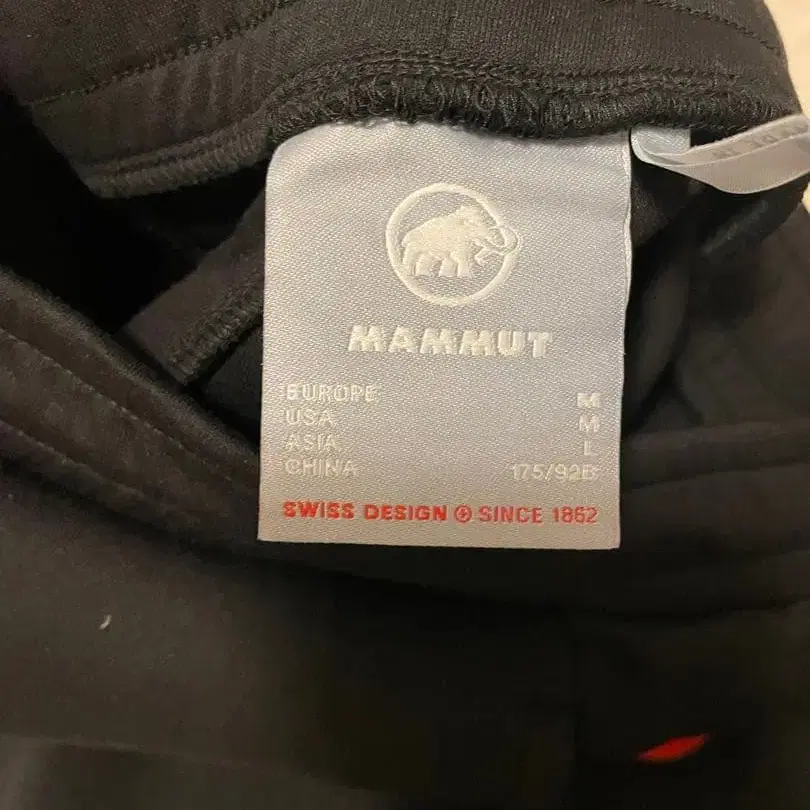 MAMMUT
EUROPE M
USA M
ASIA L
CHINA 175/92B
SWISS DESIGN SINCE 1862